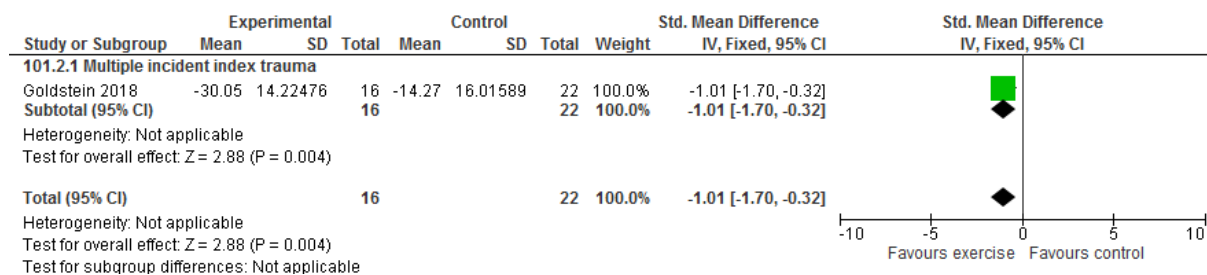 Experimental Control Std. Mean Difference Std. Mean Difference
Study or Subgroup Mean SD Total Mean SD Total Weight IV, Fixed, 95% CI IV, Fixed, 95% CI
101.2.1 Multiple incident index trauma
Goldstein 2018 -30.05 14.22476 16 -14.27 16.01589 22 100.0% -1.01 [-1.70, -0.32]
Subtotal (95% CI) 16 22 100.0% -1.01 [-1.70, -0.32]
Heterogeneity: Not applicable
Test for overall effect: Z = 2.88 (P = 0.004)
Total (95% CI) 16 22 100.0% -1.01 [-1.70, -0.32]
Heterogeneity: Not applicable
-10 -5 0 5 10
Test for overall effect: Z = 2.88 (P = 0.004)
Favours exercise Favours control
Test for subgroup differences: Not applicable